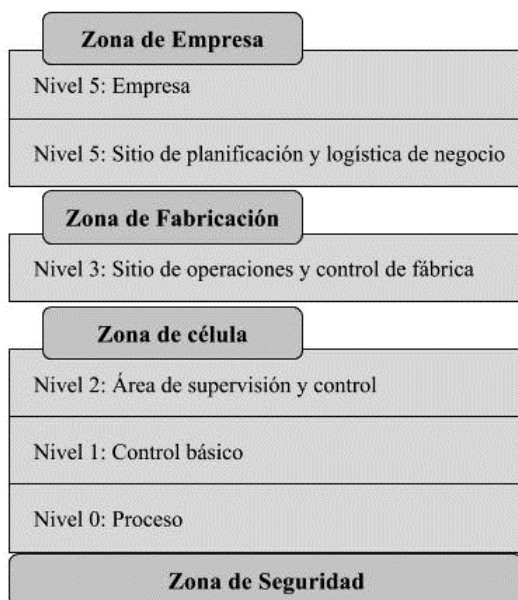 Zona de Empresa
Nivel 5: Empresa
Nivel 5: Sitio de planificación y logística de negocio
Zona de Fabricación
Nivel 3: Sitio de operaciones y control de fábrica
Zona de célula
Nivel 2: Área de supervisión y control
Nivel 1: Control básico
Nivel 0: Proceso
Zona de Seguridad